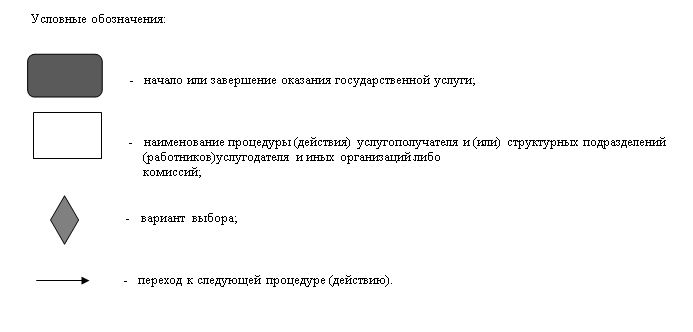 Условные обозначения:
- начало или завершение оказания государственной услуги;
- наименование процедуры (действия) услугополучателя и (или) структурных подразделений
(работников)услугодателя и иных организаций либо
комиссий;
- вариант выбора;
- переход к следующей процедуре (действию).